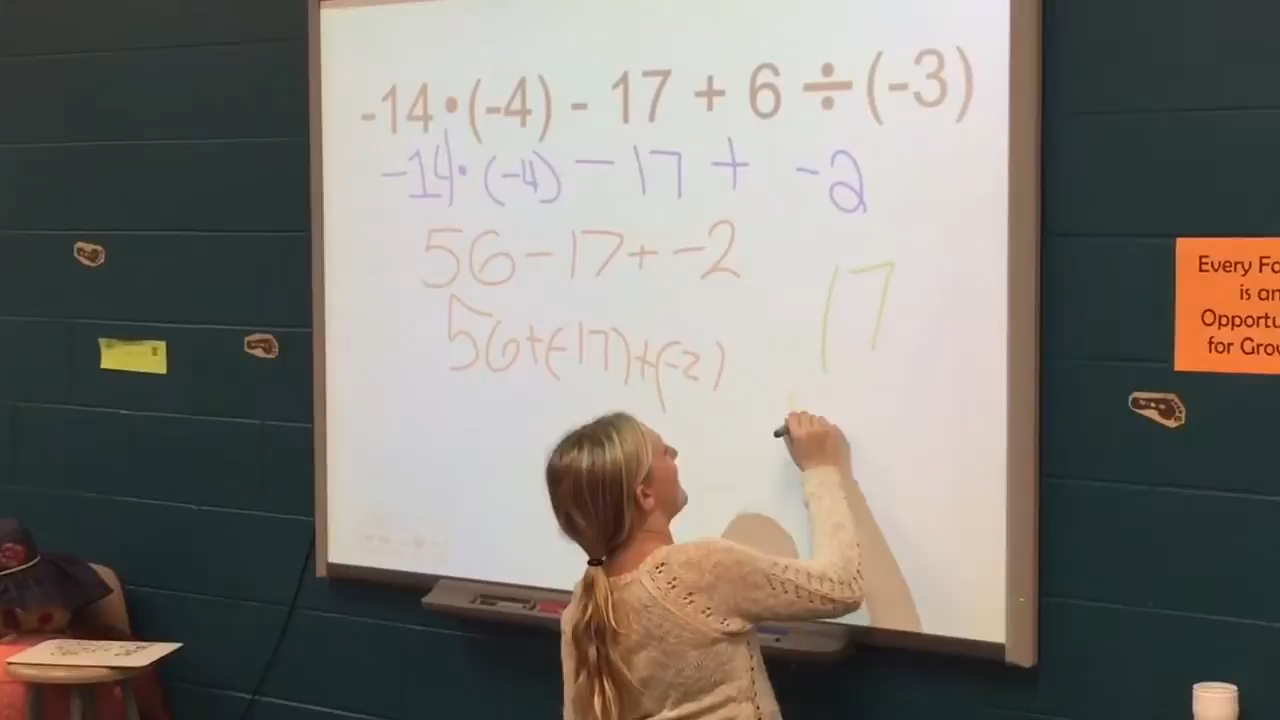 -14•(-4) - 17 + 6 ÷ (-3)
-14•(-4) - 17 + -2
56 - 17 + -2
56+(-17)+(-2)
17
Every Fa
is an
Opportu
for Grow